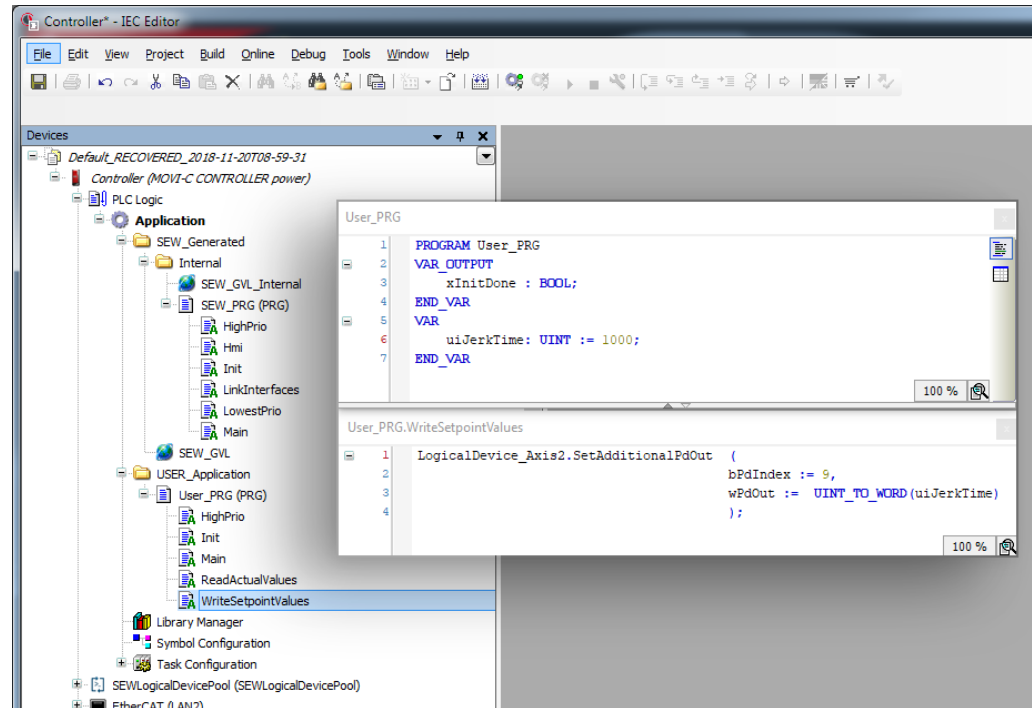 Controller* - IEC Editor
File Edit View Project Build Online Debug Tools Window Help
Devices
Default_RECOVERED_2018-11-20T08-59-31
Controller (MOVI-C CONTROLLER power)
PLC Logic
Application
SEW_Generated
Internal
SEW_GVL_Internal
SEW_PRG (PRG)
HighPrio
Hmi
Init
LinkInterfaces
LowestPrio
Main
SEW_GVL
USER_Application
User_PRG (PRG)
HighPrio
Init
Main
ReadActualValues
WriteSetpointValues
Library Manager
Symbol Configuration
Task Configuration
SEWLogicalDevicePool (SEWLogicalDevicePool)
EtherCAT (LAN2)
User_PRG
1 PROGRAM User_PRG
2 VAR_OUTPUT
3 xInitDone : BOOL;
4 END_VAR
5 VAR
6 uiJerkTime: UINT := 1000;
7 END_VAR
100 %
User_PRG.WriteSetpointValues
1 LogicalDevice_Axis2.SetAdditionalPdOut (
2 bPdIndex := 9,
3 wPdOut := UINT_TO_WORD(uiJerkTime)
4 );
100 %